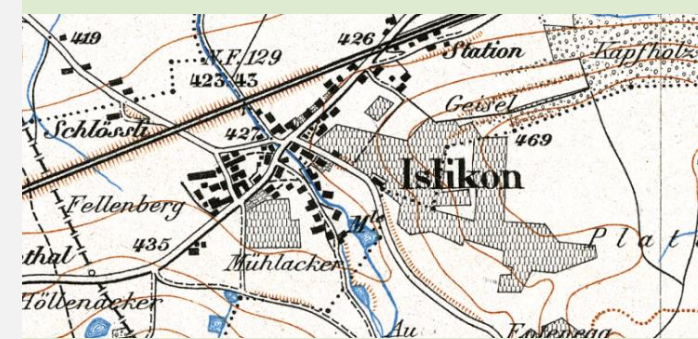 419
426
Station
Kapfholz
N.F.129
423,43
Geisel
Schlössli
427
469
Islikon
Fellenberg
Mle
Plat
435
thal
Mühlacker
Höllenacker
Au